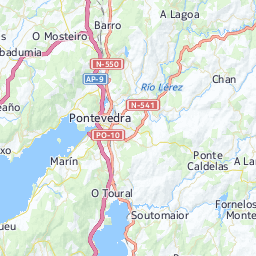 A Lagoa
Barro
O Mosteiro
badumia
N-550
AP-9
Río Lérez
Chan
eaño
N-541
Pontevedra
PO-10
xo
Marín
Ponte
Caldelas
A La
O Toural
Soutomaior
Fornelos
Monte
ueu